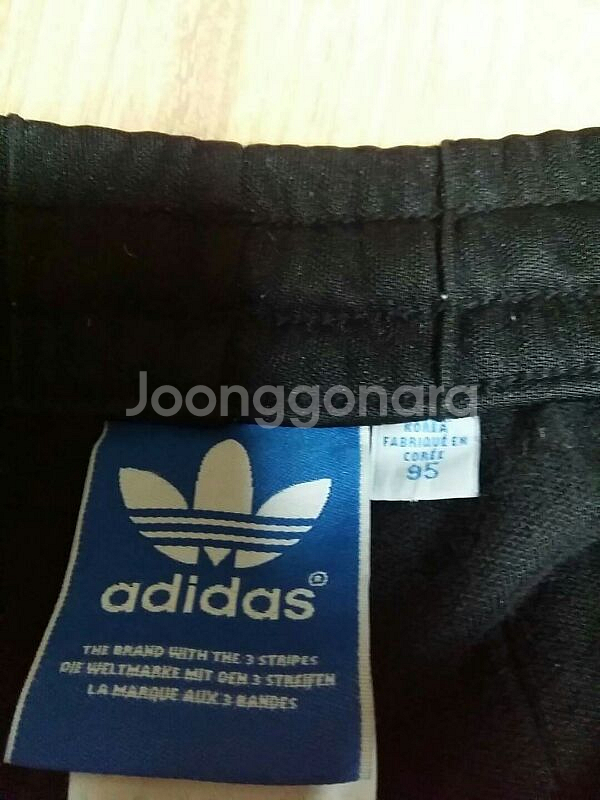 Joonggonara
KOREA
FABRIQUÉ EN
CORÉE
95
adidas®
THE BRAND WITH THE 3 STRIPES
DIE WELTMARKE MIT DEN 3 STREIFEN
LA MARQUE AUX 3 BANDES